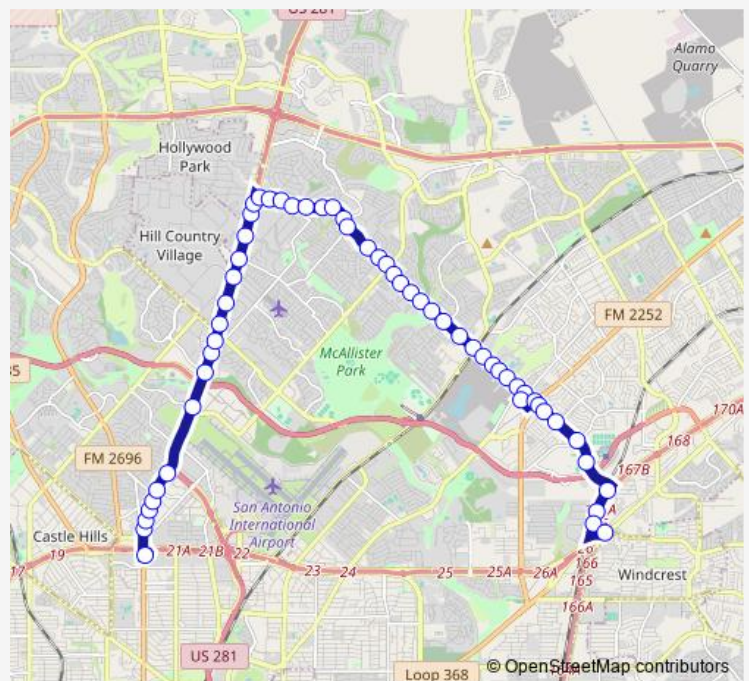 US 281
Alamo
Quarry
Hollywood
Park
Hill Country
Village
FM 2252
McAllister
Park
35
170A
168
FM 2696
167B
San Antonio
International
Airport
Castle Hills
A
19
21A
21B
22
17
23
24
25
25A
26A
166
165
Windcrest
166A
US 281
Loop 368
© OpenStreetMap contributors